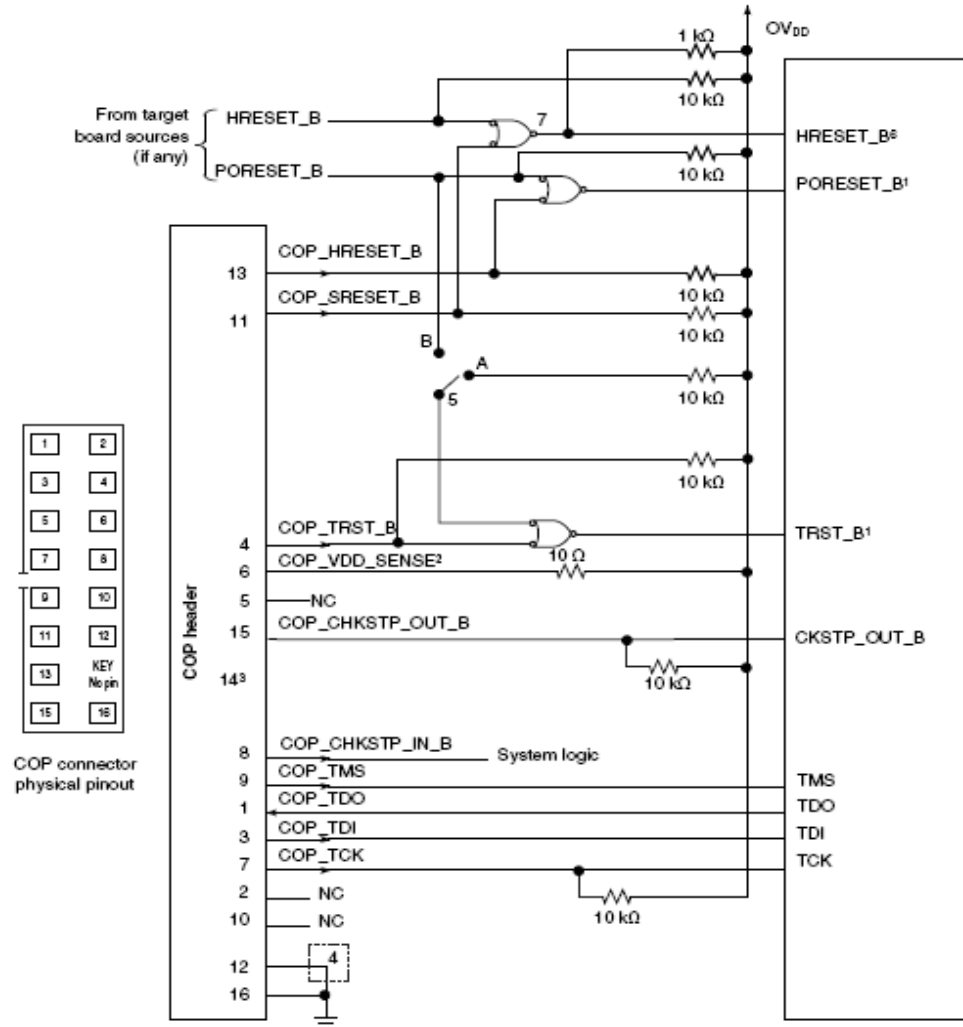 OVDD
1 kΩ
10 kΩ
From target
board sources
(if any)
HRESET_B
7
HRESET_B6
10 kΩ
PORESET_B
PORESET_B1
COP_HRESET_B
13
10 kΩ
COP_SRESET_B
11
10 kΩ
B
A
5
10 kΩ
10 kΩ
COP_TRST_B
4
TRST_B1
10 Ω
COP_VDD_SENSE2
6
5
NC
COP_CHKSTP_OUT_B
15
CKSTP_OUT_B
10 kΩ
143
COP header
COP_CHKSTP_IN_B
8
System logic
COP_TMS
9
TMS
COP_TDO
1
TDO
COP_TDI
3
TDI
COP_TCK
7
TCK
10 kΩ
2
NC
10
NC
4
12
16
1 2
3 4
5 6
7 8
9 10
11 12
13 KEY
No pin
15 16
COP connector
physical pinout